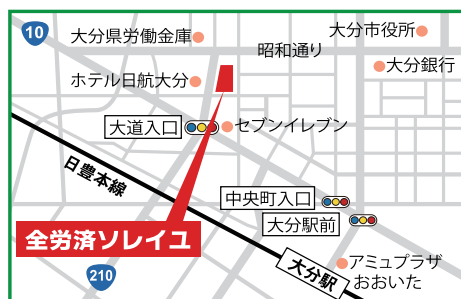 10
大分県労働金庫
大分市役所
昭和通り
大分銀行
ホテル日航大分
大道入口
セブンイレブン
日豊本線
中央町入口
大分駅前
全労済ソレイユ
210
大分駅
アミュプラザ
おおいた